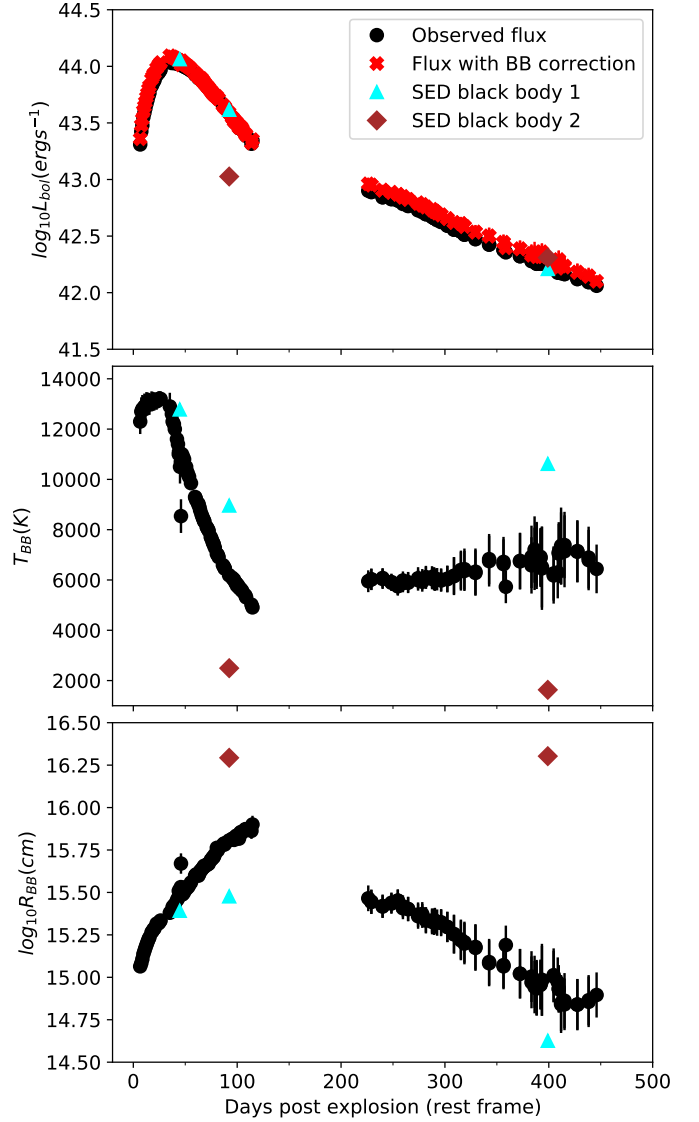 44.5
44.0
43.5
43.0
42.5
42.0
41.5
log₁₀L_bol(ergs⁻¹)
Observed flux
Flux with BB correction
SED black body 1
SED black body 2
14000
12000
10000
8000
6000
4000
2000
T_BB(K)
16.50
16.25
16.00
15.75
15.50
15.25
15.00
14.75
14.50
log₁₀R_BB(cm)
0 100 200 300 400 500
Days post explosion (rest frame)